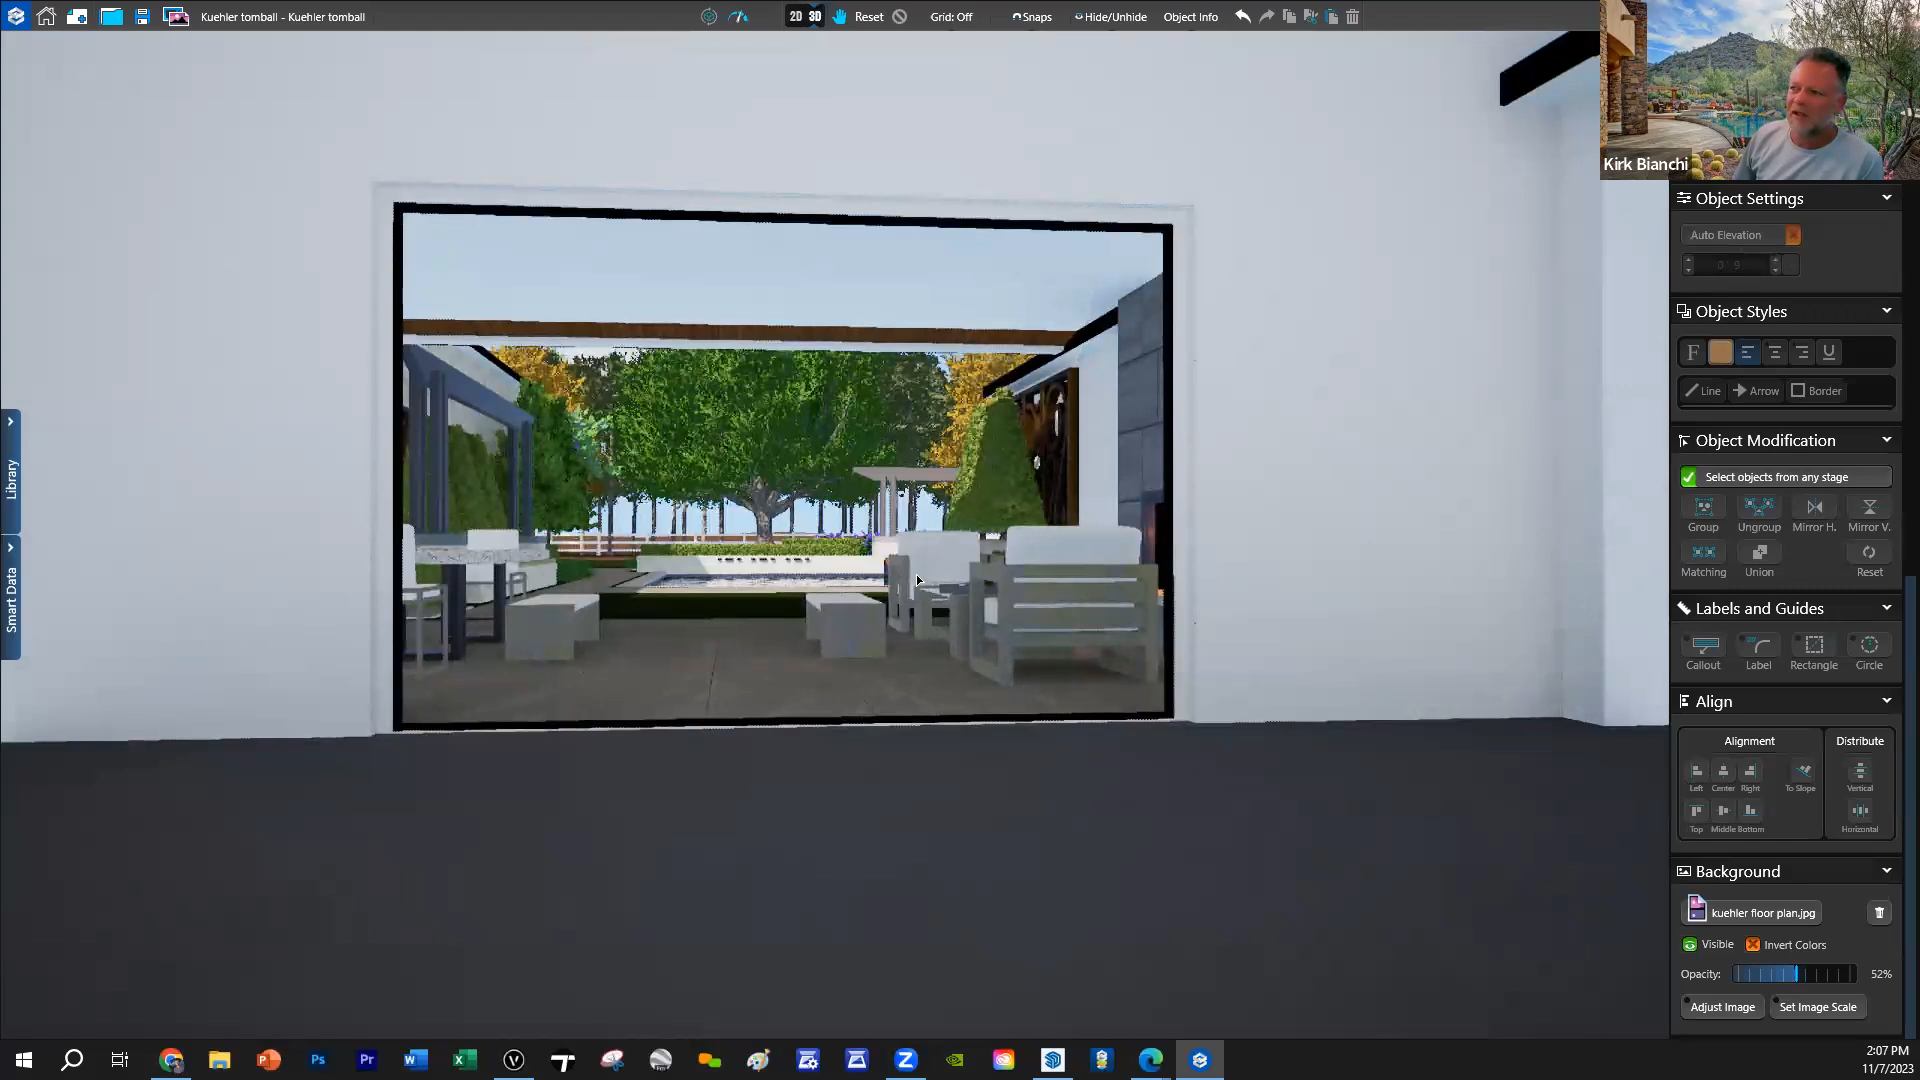 Kuehler tomball - Kuehler tomball
2D 3D
Reset
Grid: Off
Snaps
Hide/Unhide
Object Info
Kirk Bianchi
Object Settings
Auto Elevation
0' 9
Object Styles
F
U
Line
Arrow
Border
Object Modification
Select objects from any stage
Group
Ungroup
Mirror H.
Mirror V.
Matching
Union
Reset
Labels and Guides
Callout
Label
Rectangle
Circle
Align
Alignment
Distribute
Left
Center
Right
To Slope
Vertical
Top
Middle
Bottom
Horizontal
Background
kuehler floor plan.jpg
Visible
Invert Colors
Opacity:
52%
Adjust Image
Set Image Scale
Library
Smart Data
Ps
Pr
2:07 PM
11/7/2023